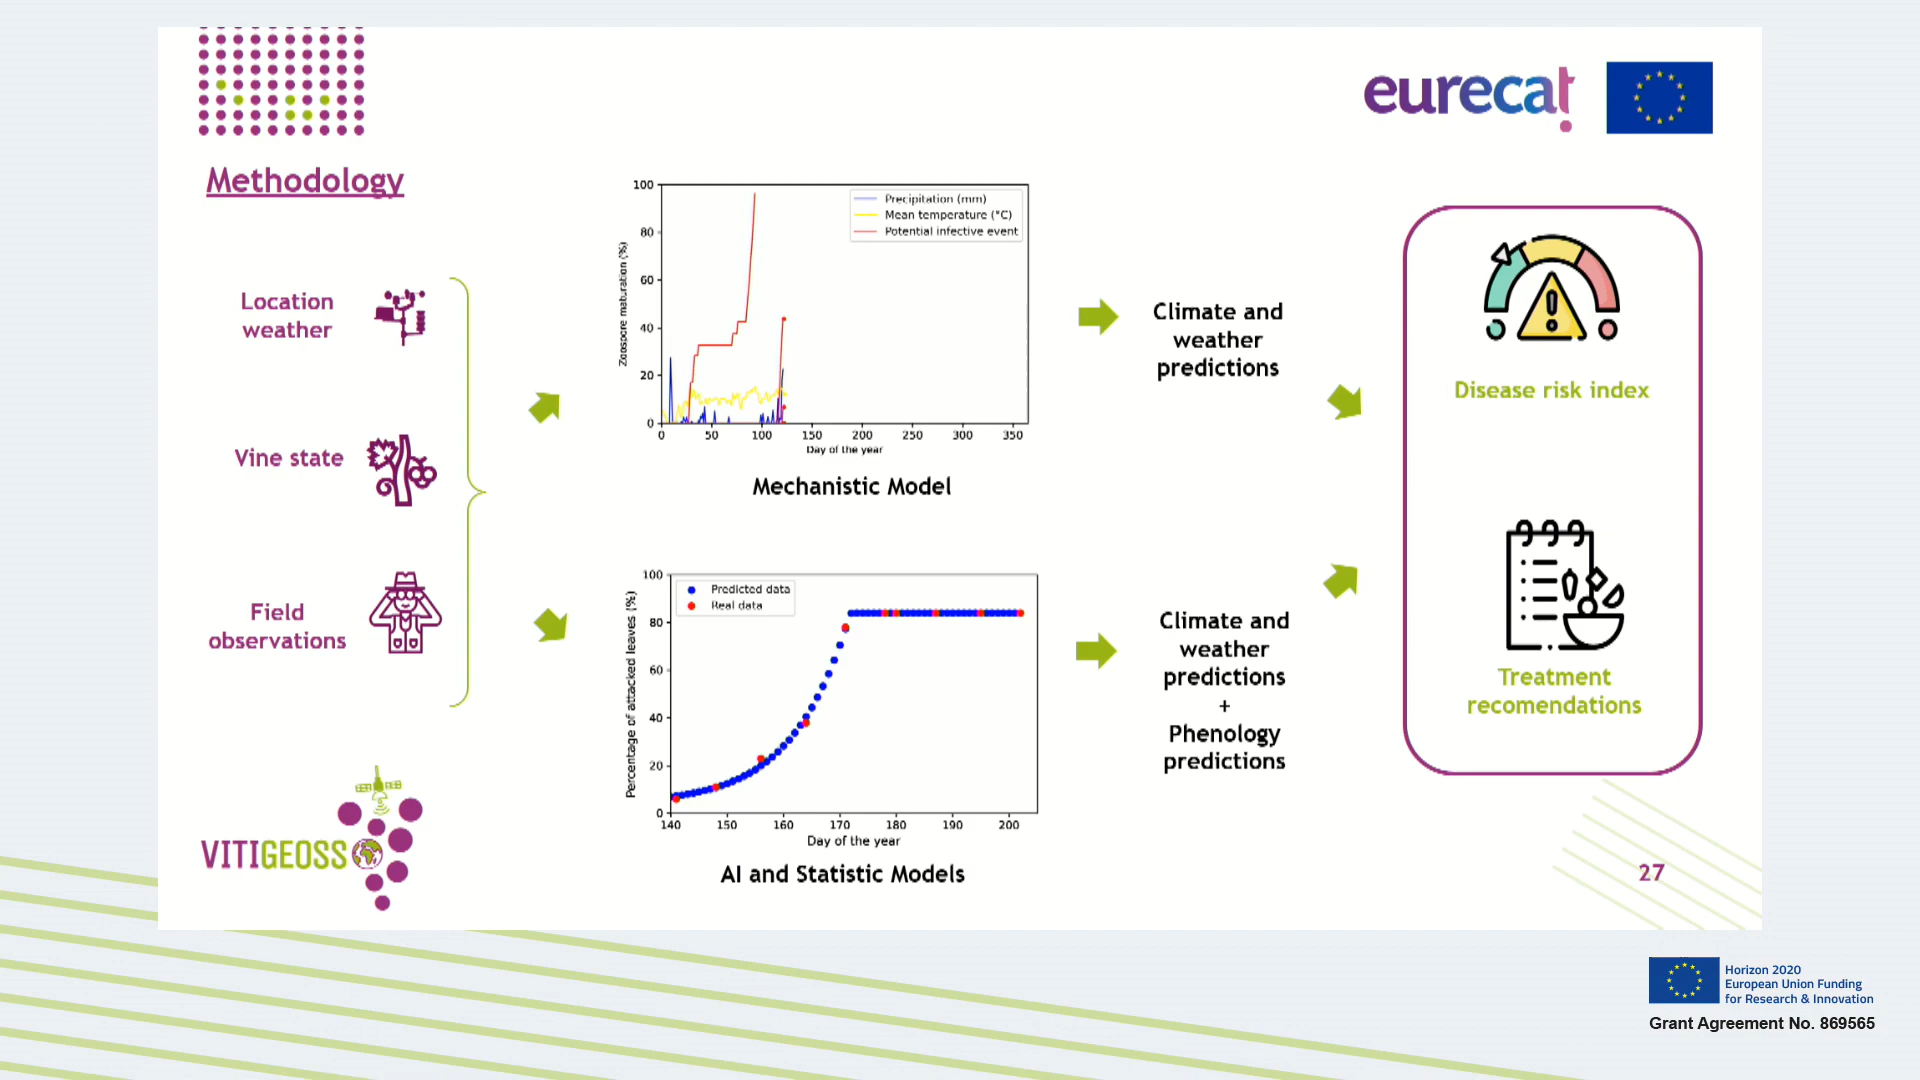 eurecat
Methodology
Location
weather
Vine state
Field
observations
VITIGEOSS
100
80
60
40
20
0
Zoospore maturation (%)
Precipitation (mm)
Mean temperature (°C)
Potential infective event
0 50 100 150 200 250 300 350
Day of the year
Mechanistic Model
100
80
60
40
20
0
Percentage of attacked leaves (%)
Predicted data
Real data
140 150 160 170 180 190 200
Day of the year
AI and Statistic Models
Climate and
weather
predictions
Climate and
weather
predictions
+
Phenology
predictions
Disease risk index
Treatment
recomendations
27
Horizon 2020
European Union Funding
for Research & Innovation
Grant Agreement No. 869565